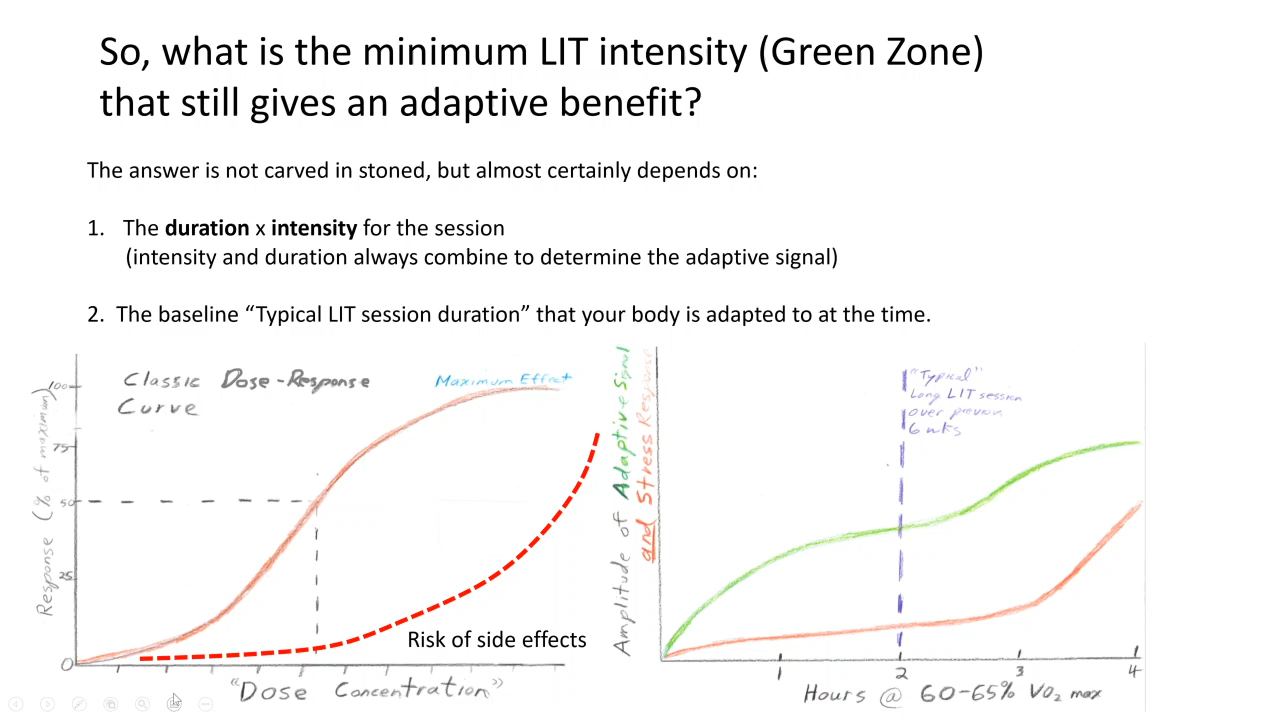 So, what is the minimum LIT intensity (Green Zone)
that still gives an adaptive benefit?
The answer is not carved in stoned, but almost certainly depends on:
1. The duration x intensity for the session
(intensity and duration always combine to determine the adaptive signal)
2. The baseline “Typical LIT session duration” that your body is adapted to at the time.
Classic Dose-Response
Curve
Maximum Effect
Response (% of maximum)
100
75
50
25
0
Risk of side effects
"Dose Concentration"
Amplitude of Adaptive Signal
and Stress Response
"Typical"
Long LIT session
over previous
6 wks
1 2 3 4
Hours @ 60-65% VO2 max